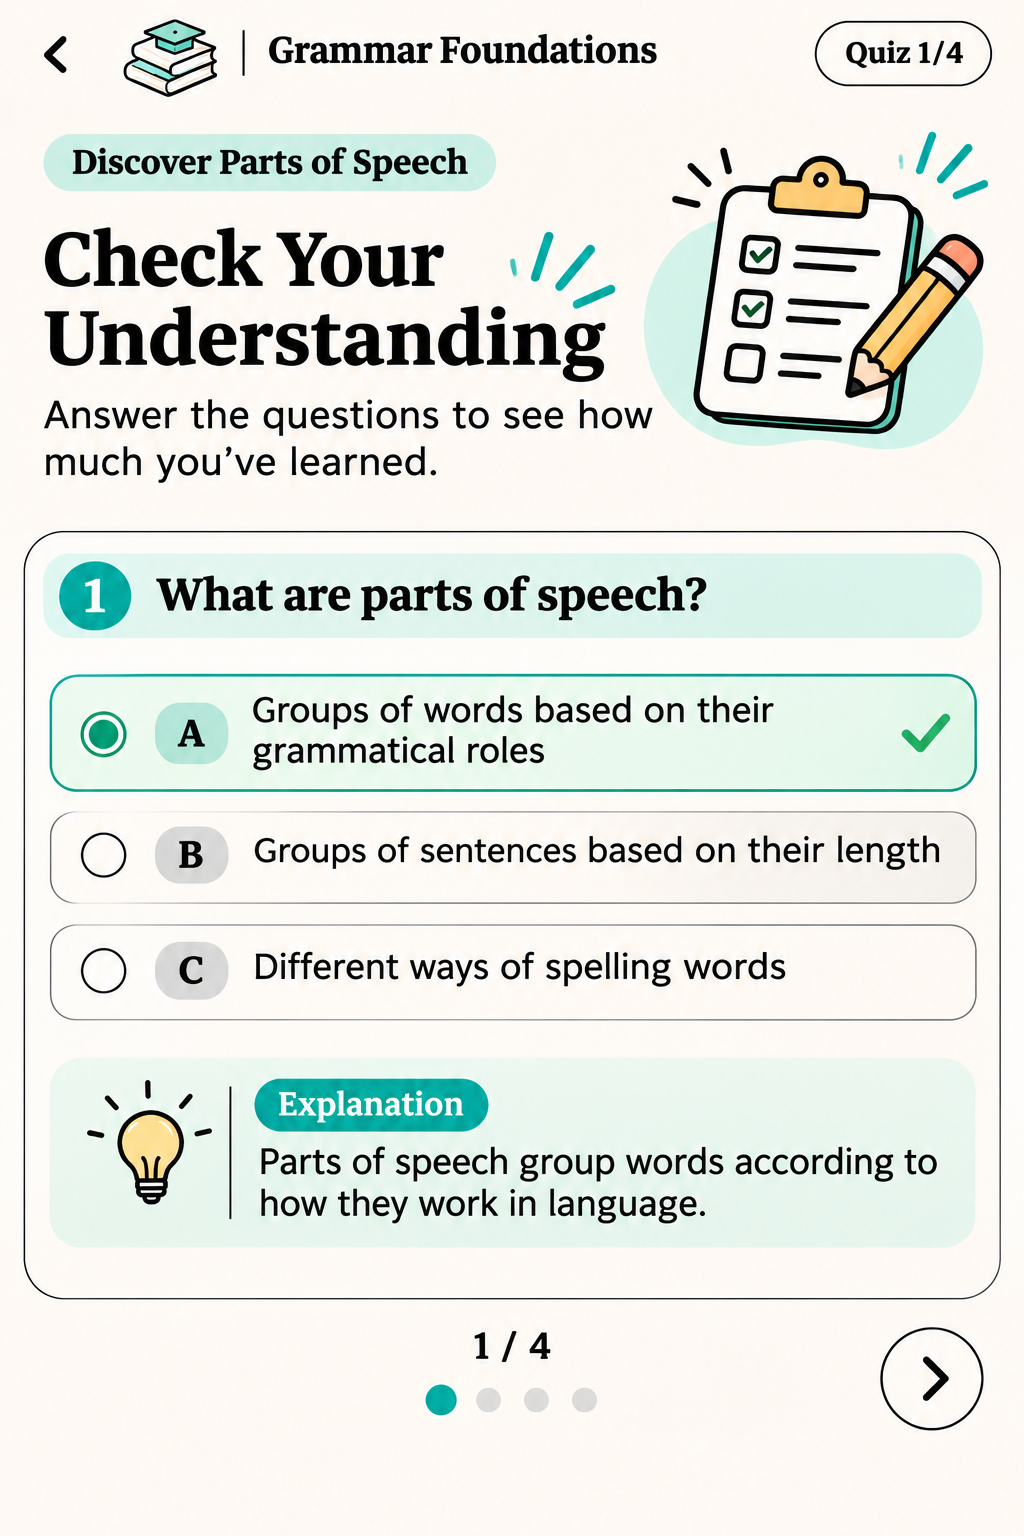 Grammar Foundations
Quiz 1/4
Discover Parts of Speech
Check Your
Understanding
Answer the questions to see how
much you’ve learned.
1 What are parts of speech?
A Groups of words based on their
grammatical roles
B Groups of sentences based on their length
C Different ways of spelling words
Explanation
Parts of speech group words according to
how they work in language.
1 / 4